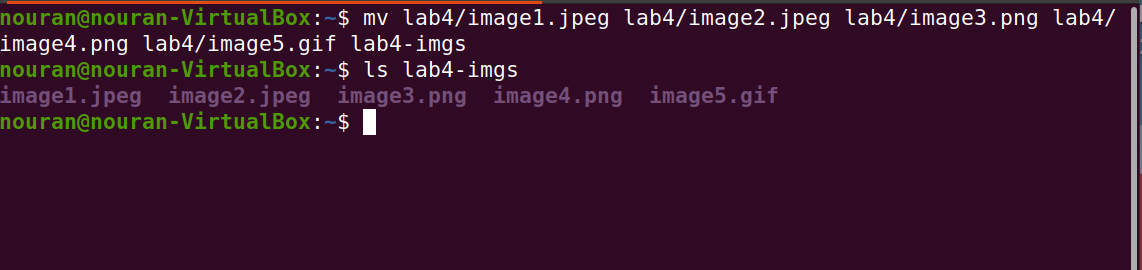 nouran@nouran-VirtualBox:~$ mv lab4/image1.jpeg lab4/image2.jpeg lab4/image3.png lab4/
image4.png lab4/image5.gif lab4-imgs
nouran@nouran-VirtualBox:~$ ls lab4-imgs
image1.jpeg  image2.jpeg  image3.png  image4.png  image5.gif
nouran@nouran-VirtualBox:~$